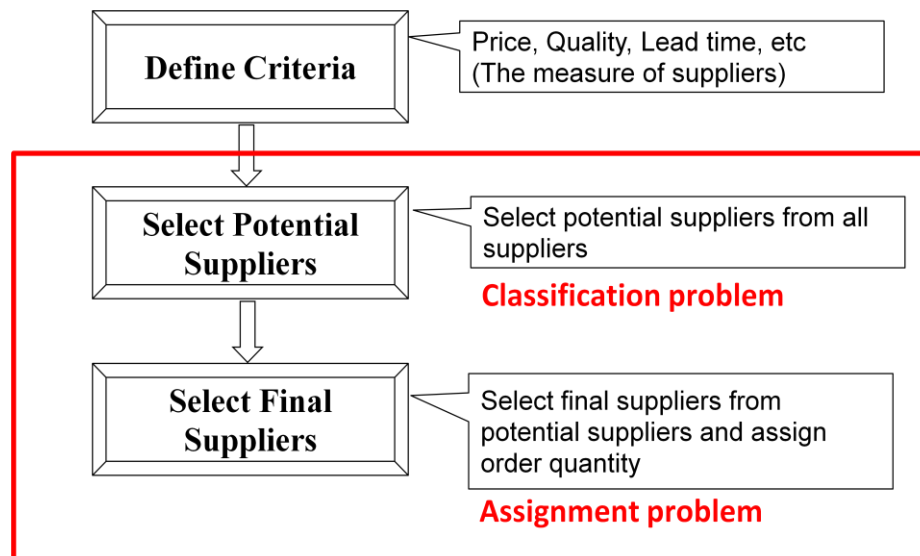 Define Criteria
Price, Quality, Lead time, etc
(The measure of suppliers)
Select Potential
Suppliers
Select potential suppliers from all
suppliers
Classification problem
Select Final
Suppliers
Select final suppliers from
potential suppliers and assign
order quantity
Assignment problem